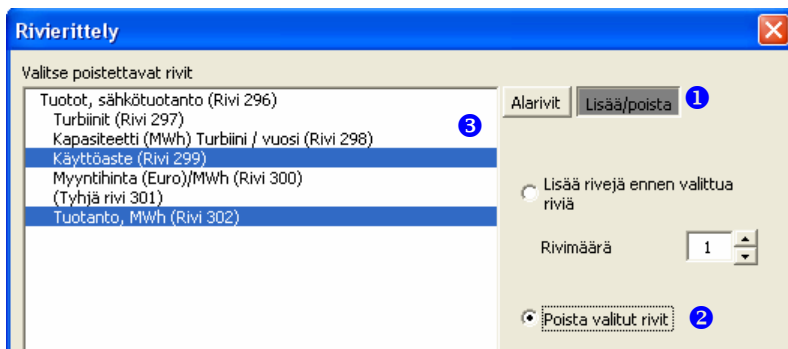 Rivierittely
Valitse poistettavat rivit
Tuotot, sähkötuotanto (Rivi 296)
Turbiinit (Rivi 297)
Kapasiteetti (MWh) Turbiini / vuosi (Rivi 298)
Käyttöaste (Rivi 299)
Myyntihinta (Euro)/MWh (Rivi 300)
(Tyhjä rivi 301)
Tuotanto, MWh (Rivi 302)
3
Alarivit Lisää/poista 1
Lisää rivejä ennen valittua
riviä
Rivimäärä 1
Poista valitut rivit 2